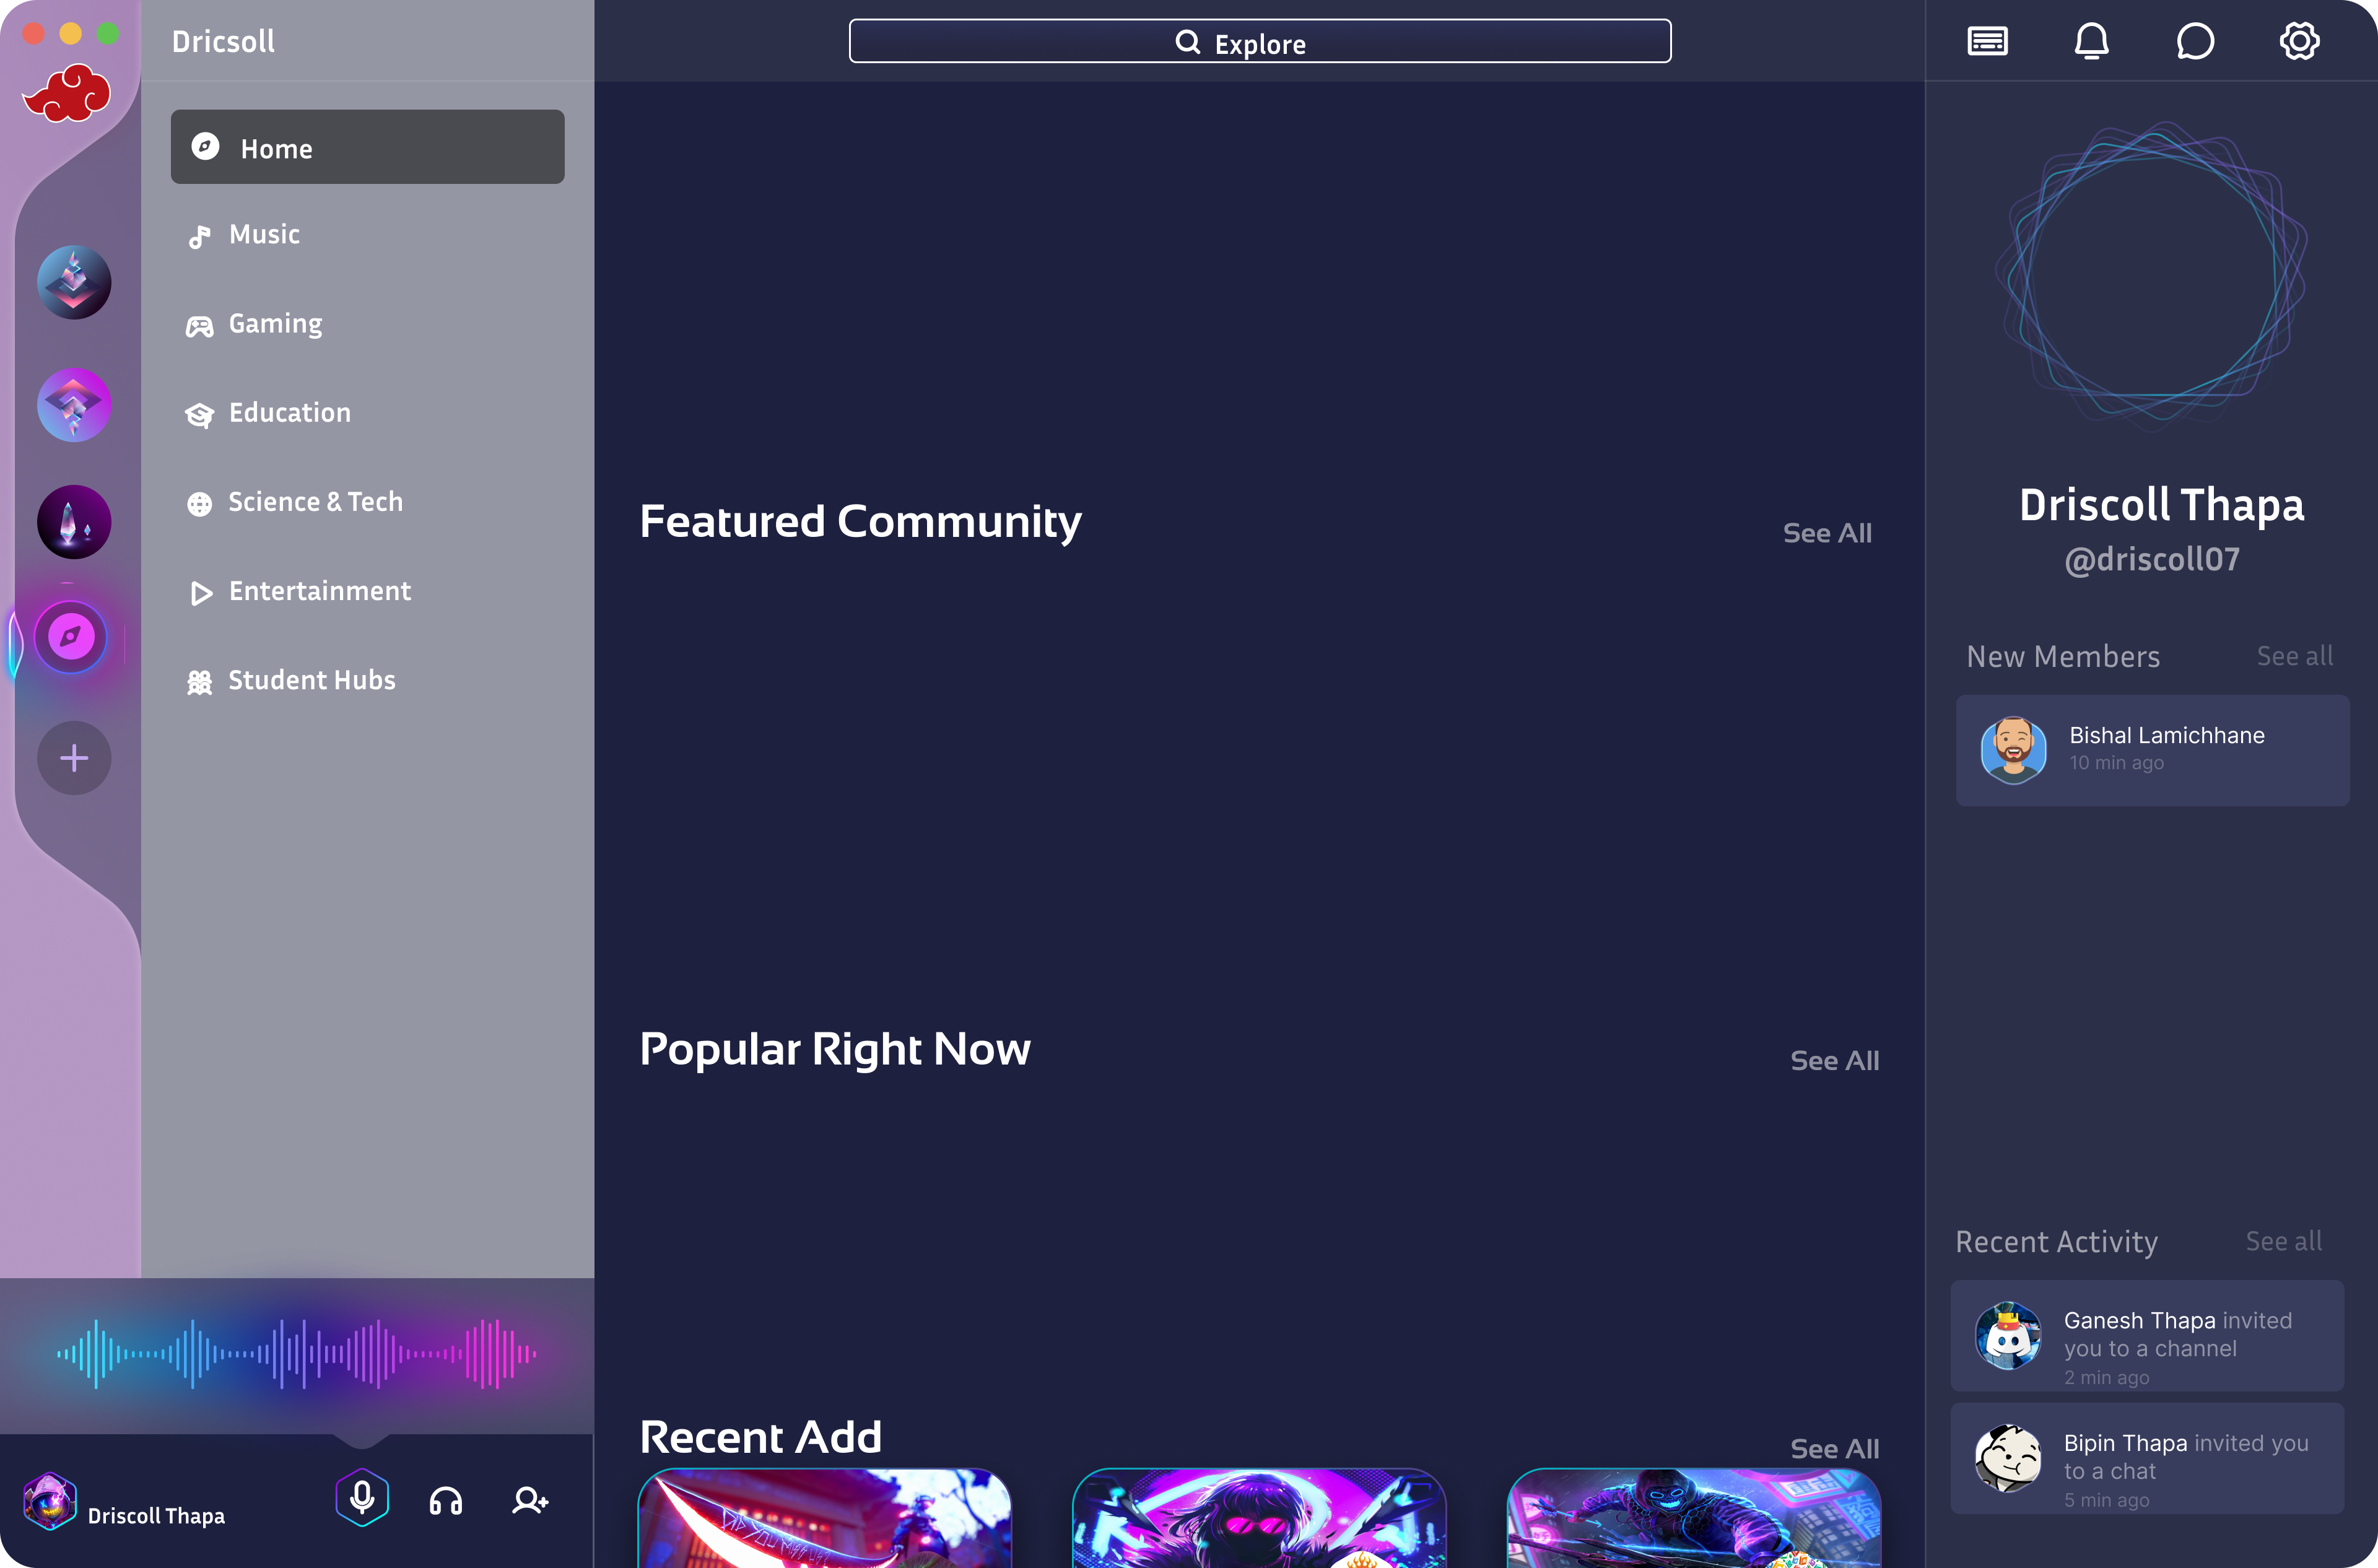 Dricsoll
Explore
Home
Music
Gaming
Education
Science & Tech
Entertainment
Student Hubs
Driscoll Thapa
Featured Community
See All
Popular Right Now
See All
Recent Add
See All
Driscoll Thapa
@driscoll07
New Members
See all
Bishal Lamichhane
10 min ago
Recent Activity
See all
Ganesh Thapa invited
you to a channel
2 min ago
Bipin Thapa invited you
to a chat
5 min ago